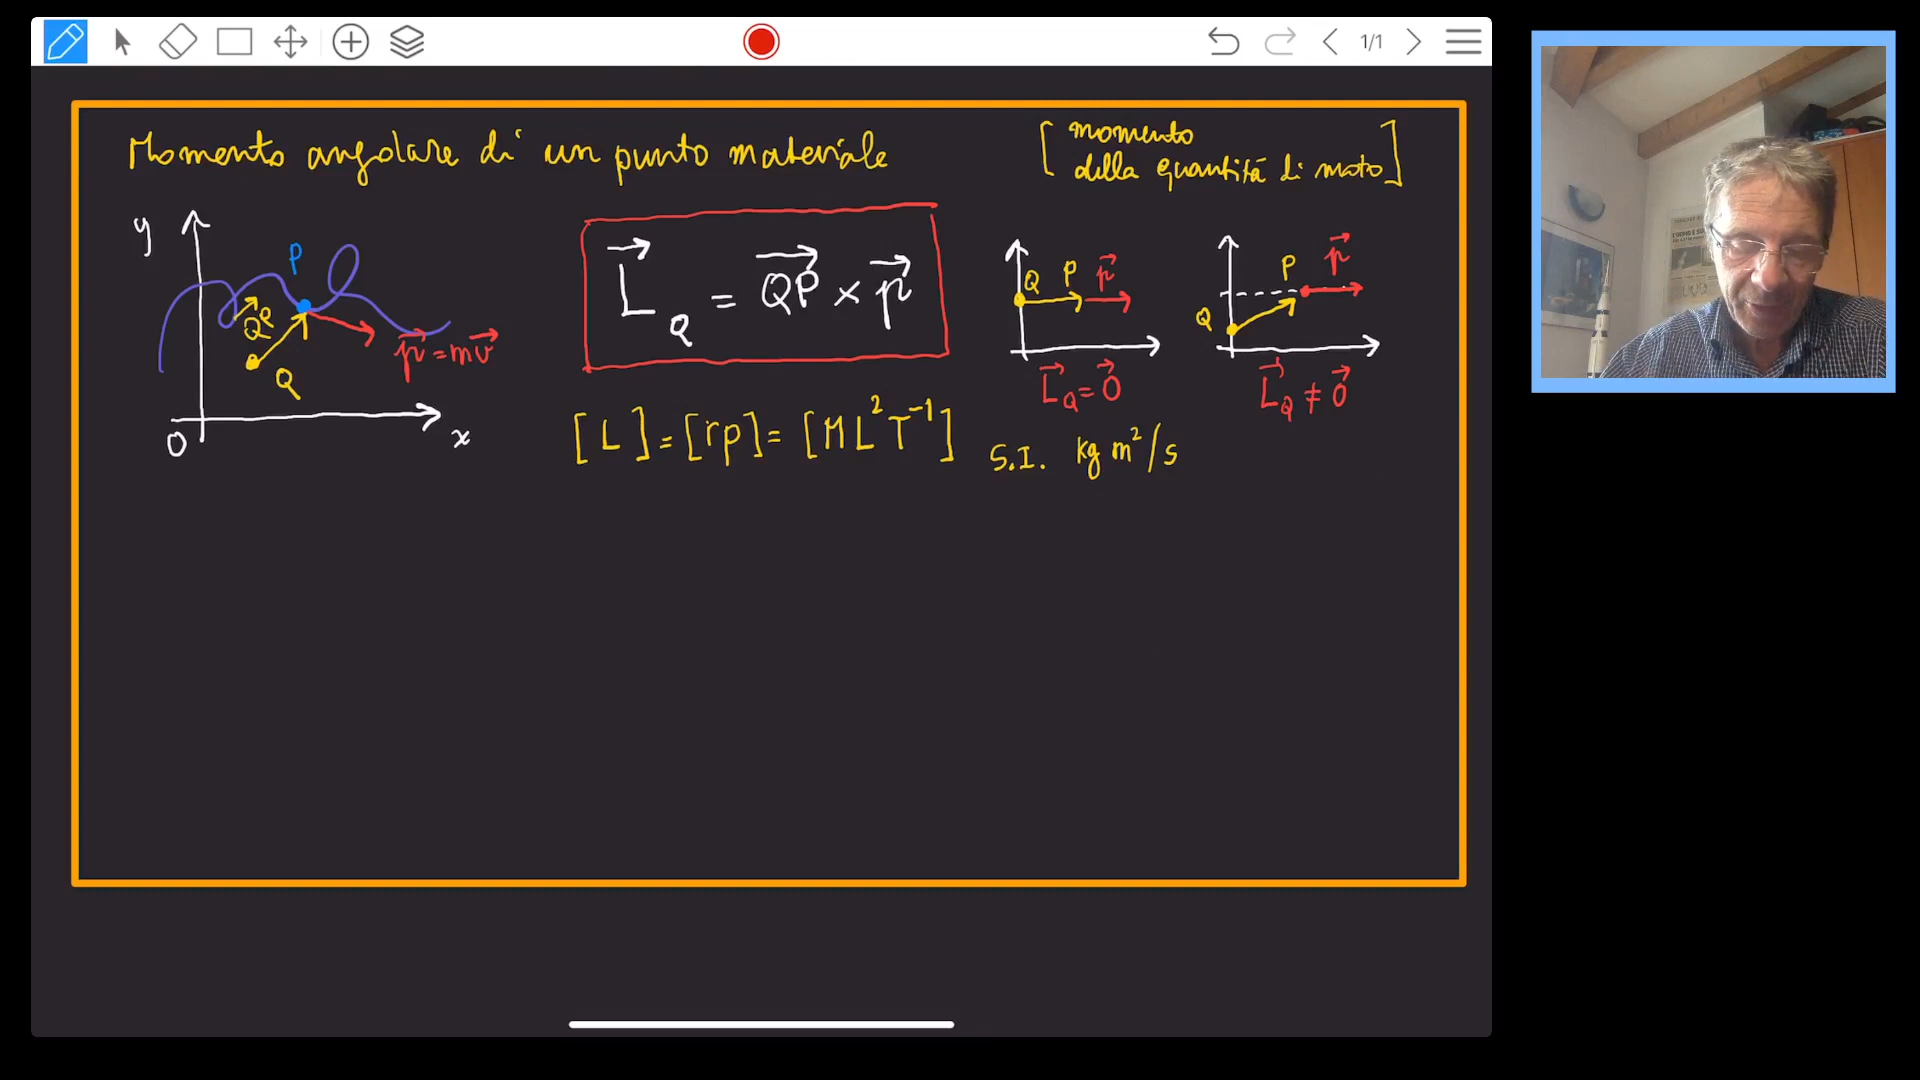 1/1
Momento angolare di un punto materiale
[momento
della quantità di moto]
y
P
QP
Q
p = mv
O
x
L_Q = QP × p
Q P p
L_Q = 0
P p
Q
L_Q ≠ 0
[L] = [rp] = [ML²T⁻¹] S.I. kg m²/s